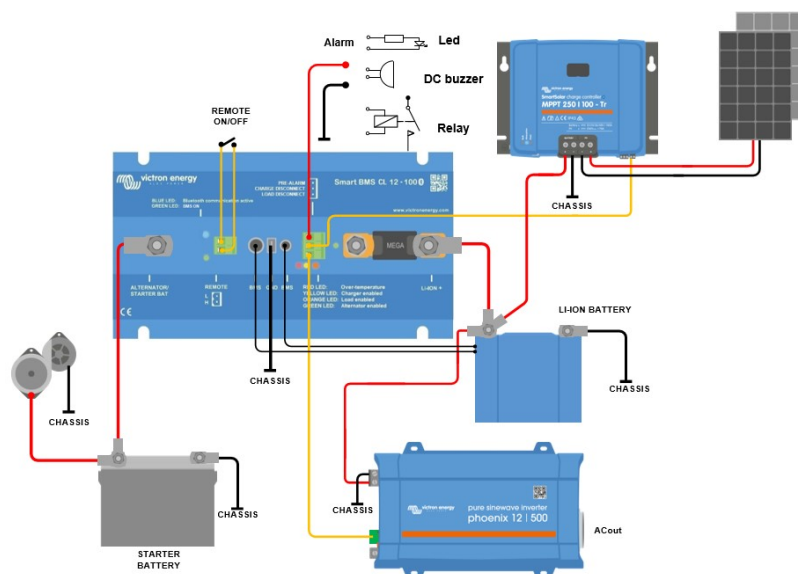 Alarm
Led
DC buzzer
Relay
REMOTE
ON/OFF
victron energy
BLUE LED: Bluetooth communication active
GREEN LED: BMS ON
PRE-ALARM
CHARGE DISCONNECT
LOAD DISCONNECT
Smart BMS CL 12 - 100
www.victronenergy.com
MEGA
ALTERNATOR/
STARTER BAT
REMOTE
L
H
BMS
GND
BMS
RED LED: Over-temperature
YELLOW LED: Charger enabled
ORANGE LED: Load enabled
GREEN LED: Alternator enabled
LI-ION +
CE
victron energy
SmartSolar charge controller
MPPT 250 | 100 - Tr
CHASSIS
LI-ION BATTERY
CHASSIS
CHASSIS
CHASSIS
CHASSIS
STARTER
BATTERY
CHASSIS
victron energy
pure sinewave inverter
phoenix 12 | 500
ACout